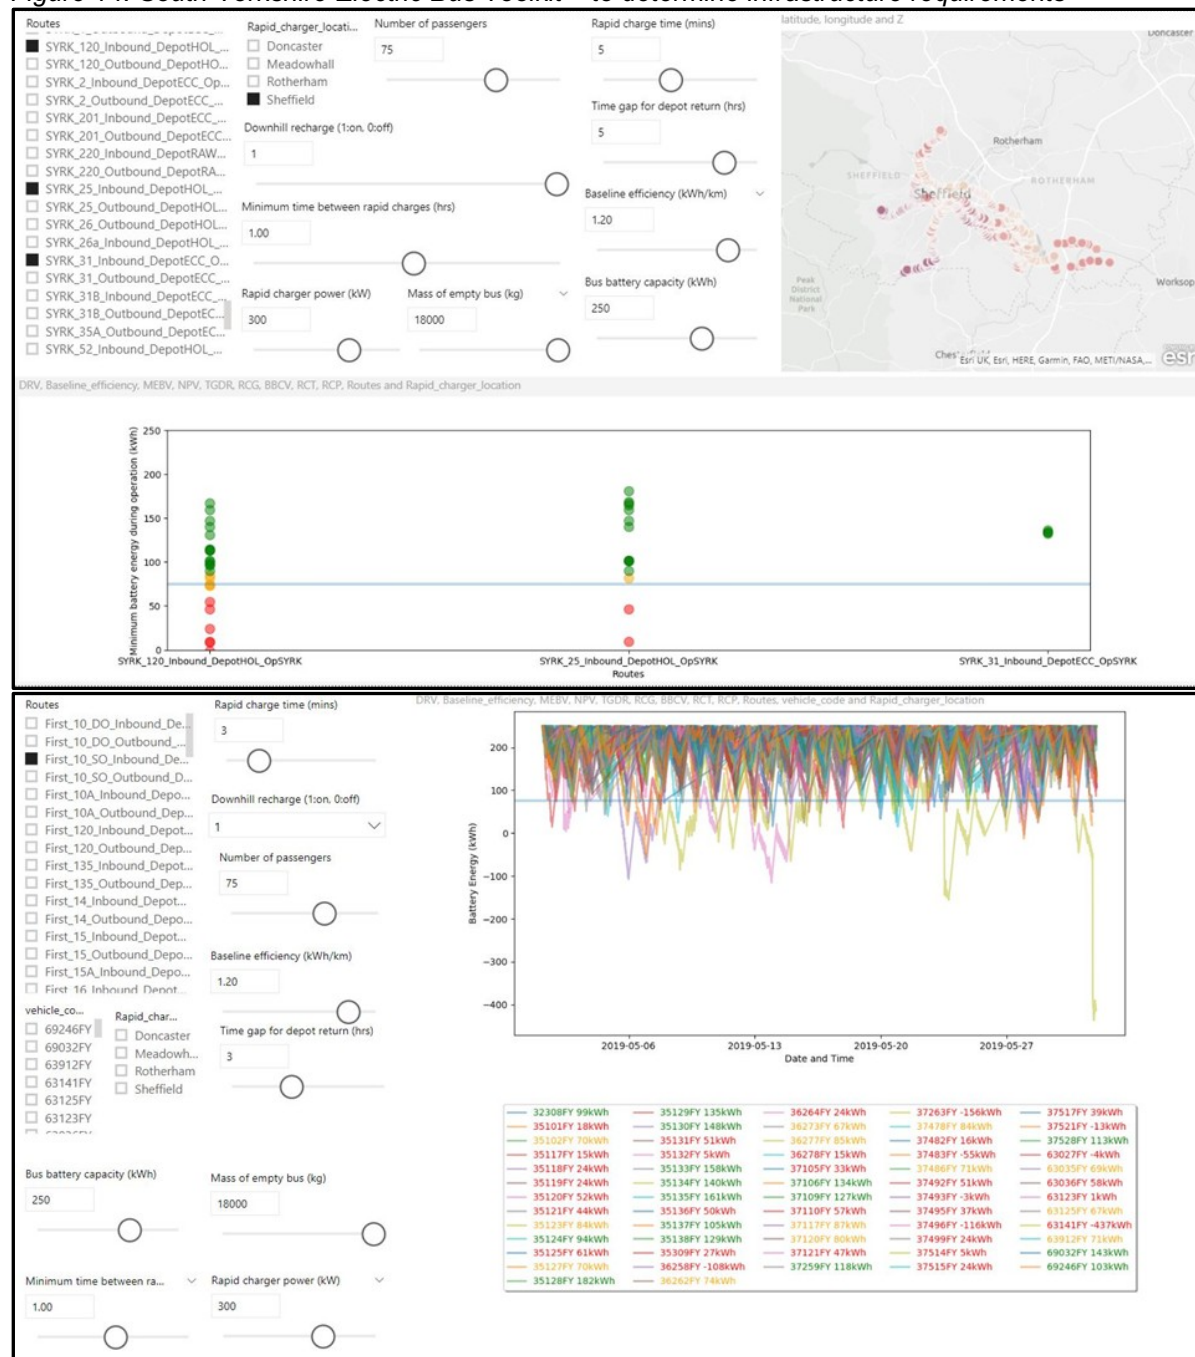 Figure 14: South Yorkshire Electric Bus Toolkit – to determine infrastructure requirements
Routes
SYRK_120_Inbound_DepotHOL_...
SYRK_120_Outbound_DepotHO...
SYRK_2_Inbound_DepotECC_Op...
SYRK_2_Outbound_DepotECC_...
SYRK_201_Inbound_DepotECC_...
SYRK_201_Outbound_DepotECC...
SYRK_220_Inbound_DepotRAW...
SYRK_220_Outbound_DepotRA...
SYRK_25_Inbound_DepotHOL_...
SYRK_25_Outbound_DepotHOL...
SYRK_26_Outbound_DepotHOL...
SYRK_26a_Inbound_DepotHOL_...
SYRK_31_Inbound_DepotECC_O...
SYRK_31_Outbound_DepotECC_...
SYRK_31B_Inbound_DepotECC_...
SYRK_31B_Outbound_DepotEC...
SYRK_35A_Outbound_DepotEC...
SYRK_52_Inbound_DepotHOL_...
Rapid_charger_locati...
Doncaster
Meadowhall
Rotherham
Sheffield
Number of passengers
75
Downhill recharge (1:on, 0:off)
1
Minimum time between rapid charges (hrs)
1.00
Rapid charger power (kW)
300
Mass of empty bus (kg)
18000
Rapid charge time (mins)
5
Time gap for depot return (hrs)
5
Baseline efficiency (kWh/km)
1.20
Bus battery capacity (kWh)
250
latitude, longitude and Z
Doncaster
Rotherham
SHEFFIELD
ROTHERHAM
Sheffield
Peak
District
National
Park
Worksop
Esri UK, Esri, HERE, Garmin, FAO, METI/NASA,...
esri
DRV, Baseline_efficiency, MEBV, NPV, TGDR, RCG, BBCV, RCT, RCP, Routes and Rapid_charger_location
Minimum battery energy during operation (kWh)
250
200
150
100
50
0
SYRK_120_Inbound_DepotHOL_OpSYRK
SYRK_25_Inbound_DepotHOL_OpSYRK
SYRK_31_Inbound_DepotECC_OpSYRK
Routes
Routes
First_10_DO_Inbound_De...
First_10_DO_Outbound_...
First_10_SO_Inbound_De...
First_10_SO_Outbound_D...
First_10A_Inbound_Depo...
First_10A_Outbound_Dep...
First_120_Inbound_Depot...
First_120_Outbound_Dep...
First_135_Inbound_Depot...
First_135_Outbound_Dep...
First_14_Inbound_Depot...
First_14_Outbound_Depo...
First_15_Inbound_Depot...
First_15_Outbound_Depo...
First_15A_Inbound_Depo...
First_16_Inbound_Depot...
vehicle_co...
69246FY
69032FY
63912FY
63141FY
63125FY
63123FY
Rapid_char...
Doncaster
Meadowh...
Rotherham
Sheffield
Rapid charge time (mins)
3
Downhill recharge (1:on, 0:off)
1
Number of passengers
75
Baseline efficiency (kWh/km)
1.20
Time gap for depot return (hrs)
3
Bus battery capacity (kWh)
250
Mass of empty bus (kg)
18000
Minimum time between ra...
1.00
Rapid charger power (kW)
300
DRV, Baseline_efficiency, MEBV, NPV, TGDR, RCG, BBCV, RCT, RCP, Routes, vehicle_code and Rapid_charger_location
Battery Energy (kWh)
200
100
0
−100
−200
−300
−400
2019-05-06 2019-05-13 2019-05-20 2019-05-27
Date and Time
32308FY 99kWh 35129FY 135kWh 36264FY 24kWh 37263FY -156kWh 37517FY 39kWh
35101FY 18kWh 35130FY 148kWh 36273FY 67kWh 37478FY 84kWh 37521FY -13kWh
35102FY 70kWh 35131FY 51kWh 36277FY 85kWh 37482FY 16kWh 37528FY 113kWh
35117FY 15kWh 35132FY 5kWh 36278FY 15kWh 37483FY -55kWh 63027FY -4kWh
35118FY 24kWh 35133FY 158kWh 37105FY 33kWh 37486FY 71kWh 63035FY 69kWh
35119FY 24kWh 35134FY 140kWh 37106FY 134kWh 37492FY 51kWh 63036FY 58kWh
35120FY 52kWh 35135FY 161kWh 37109FY 127kWh 37493FY -3kWh 63123FY 1kWh
35121FY 44kWh 35136FY 50kWh 37110FY 57kWh 37495FY 37kWh 63125FY 67kWh
35123FY 84kWh 35137FY 105kWh 37117FY 87kWh 37496FY -116kWh 63141FY -437kWh
35124FY 94kWh 35138FY 129kWh 37120FY 80kWh 37499FY 24kWh 63912FY 71kWh
35125FY 61kWh 35309FY 27kWh 37121FY 47kWh 37514FY 5kWh 69032FY 143kWh
35127FY 70kWh 36258FY -108kWh 37259FY 118kWh 37515FY 24kWh 69246FY 103kWh
35128FY 182kWh 36262FY 74kWh